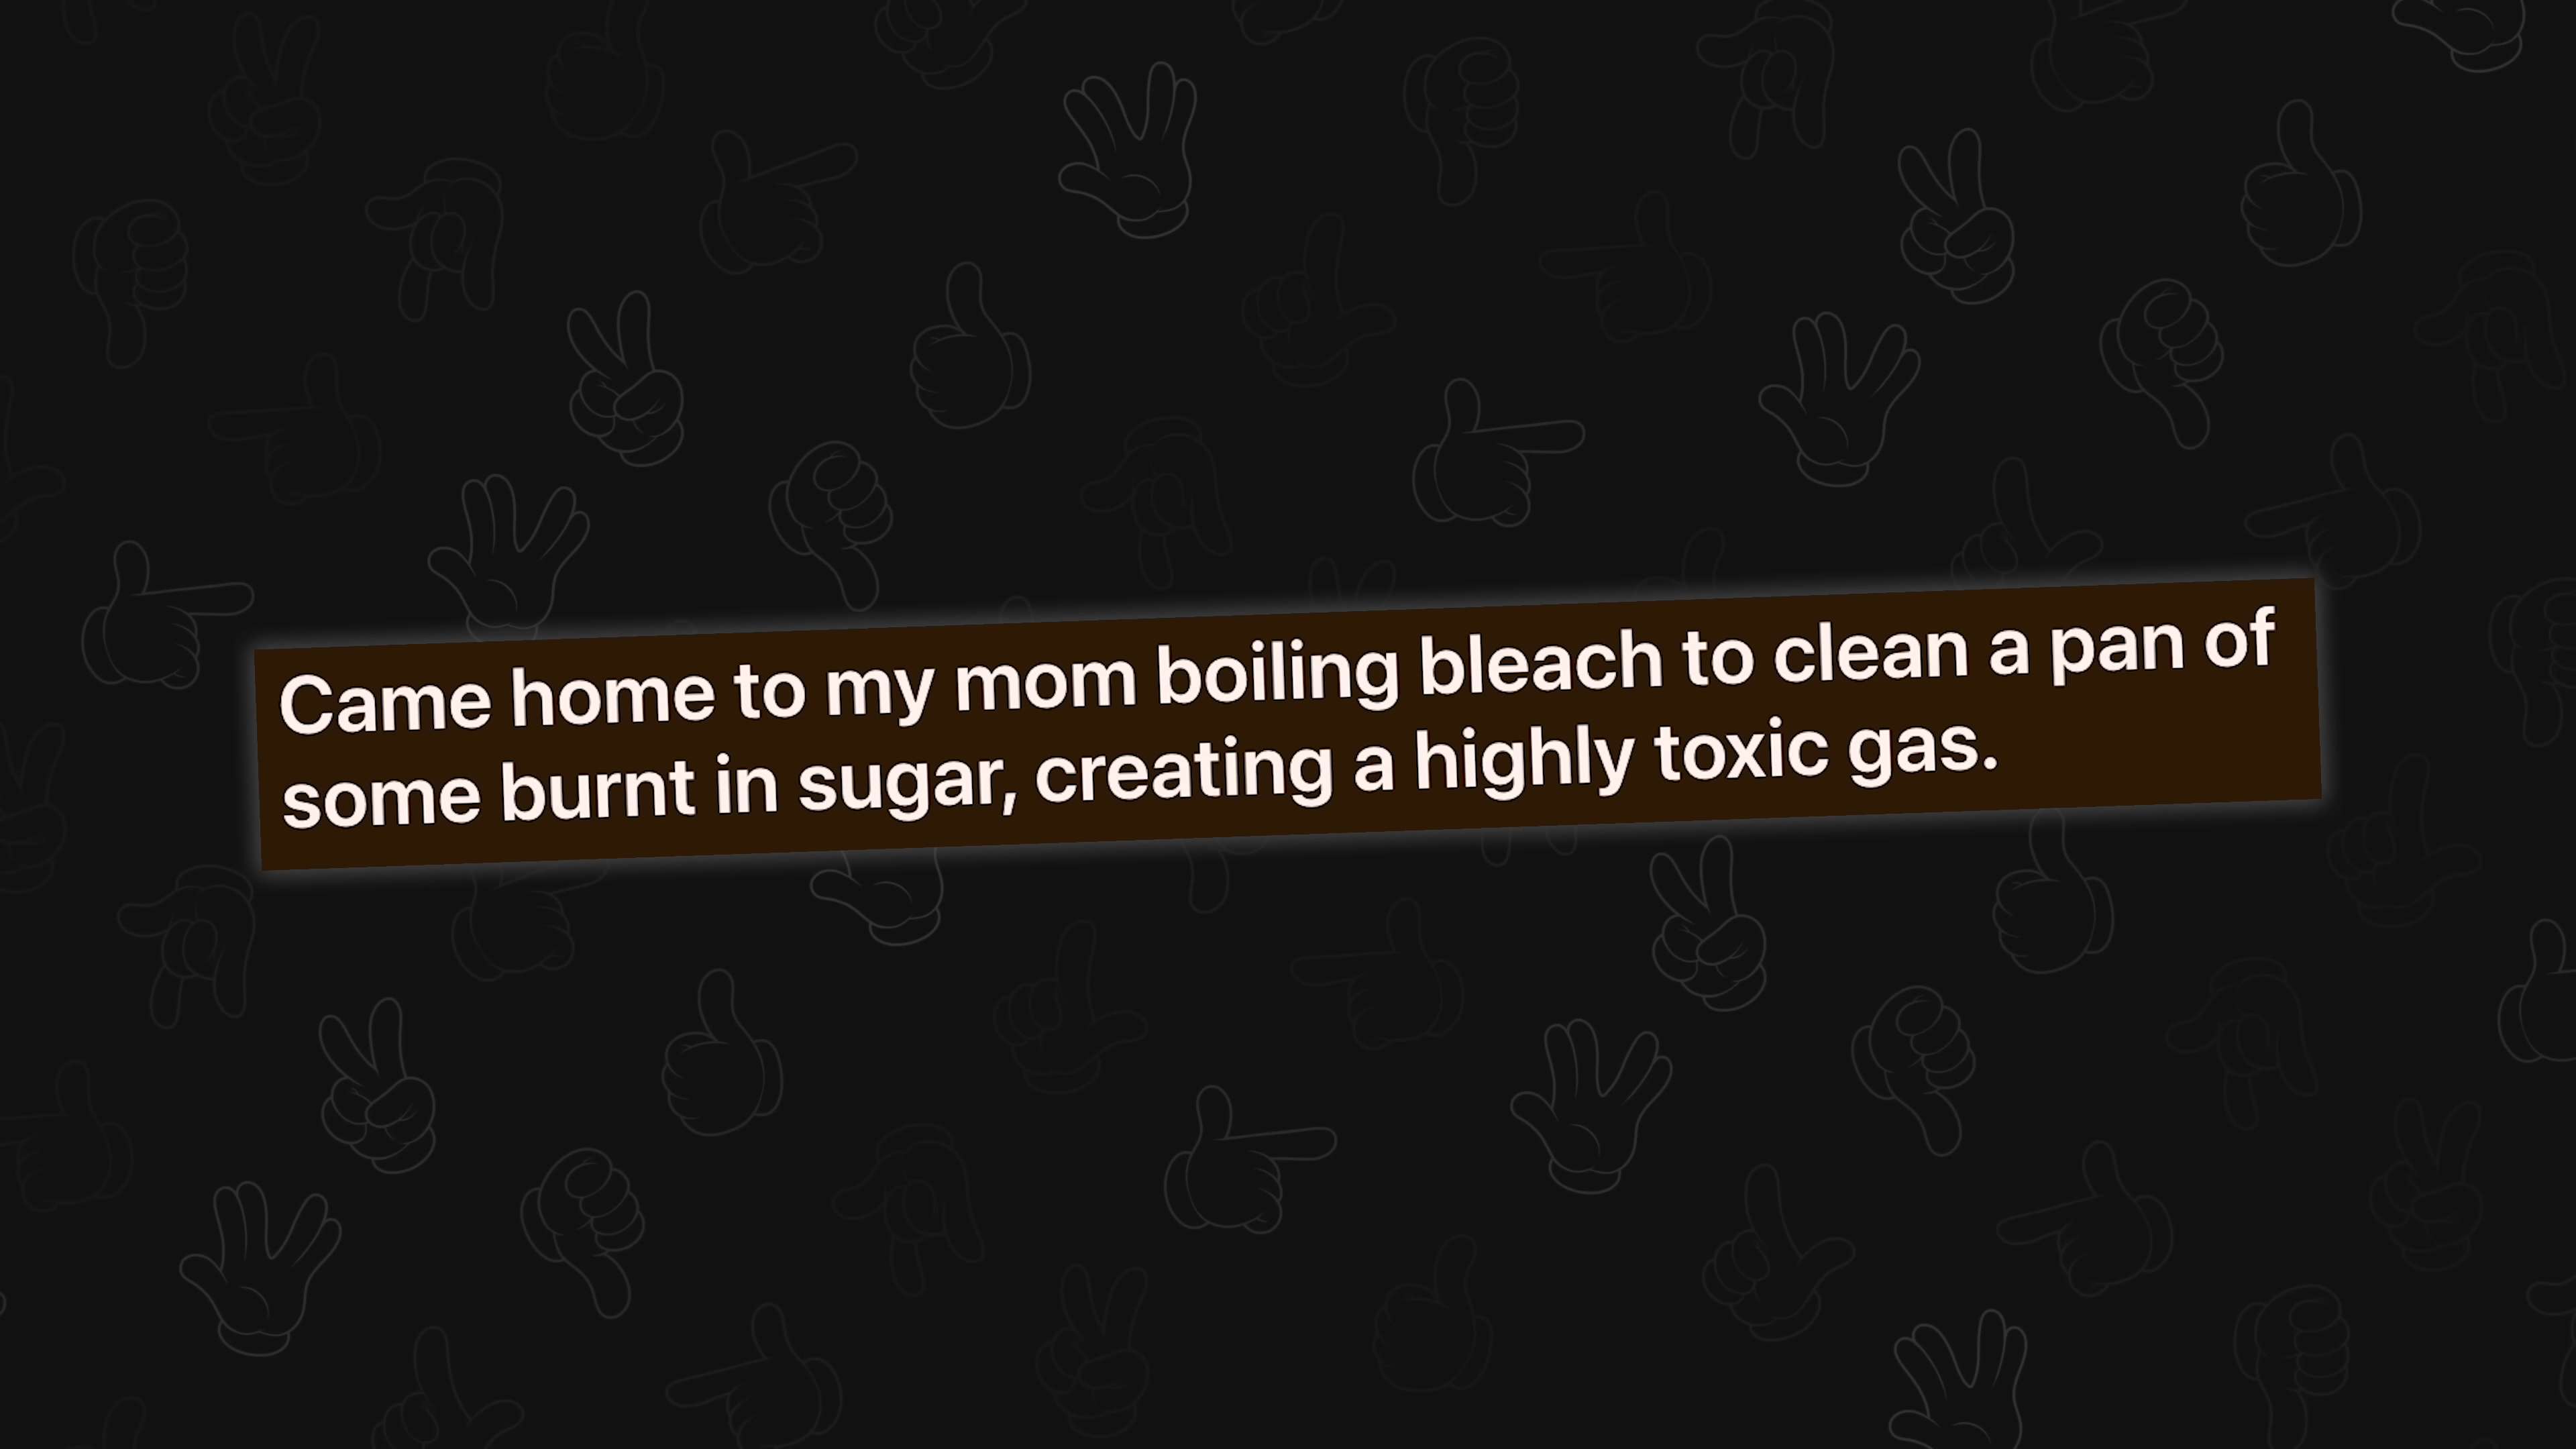 Came home to my mom boiling bleach to clean a pan of
some burnt in sugar, creating a highly toxic gas.